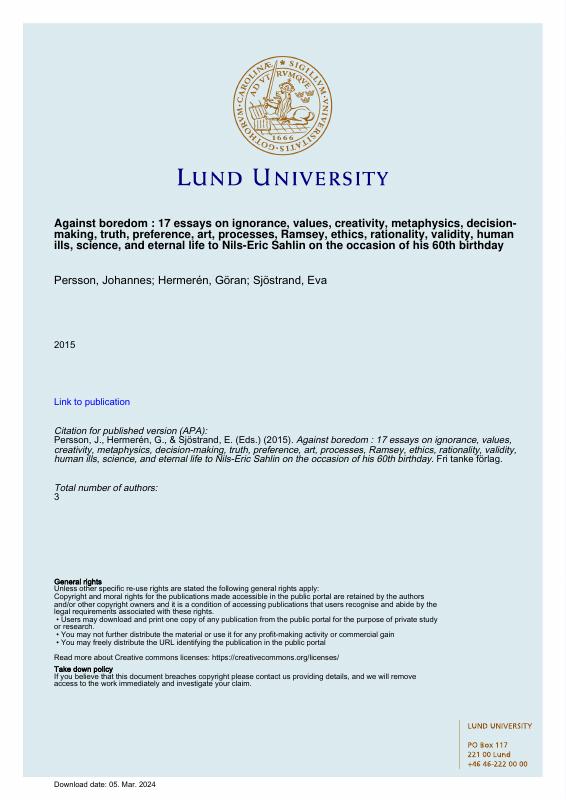 SIGILLVM · VNIVERSITATIS · GOTHORVM · CAROLINÆ
AD VTRVMQVE
1666
LUND UNIVERSITY
Against boredom : 17 essays on ignorance, values, creativity, metaphysics, decision-
making, truth, preference, art, processes, Ramsey, ethics, rationality, validity, human
ills, science, and eternal life to Nils-Eric Sahlin on the occasion of his 60th birthday
Persson, Johannes; Hermerén, Göran; Sjöstrand, Eva
2015
Link to publication
Citation for published version (APA):
Persson, J., Hermerén, G., & Sjöstrand, E. (Eds.) (2015). Against boredom : 17 essays on ignorance, values,
creativity, metaphysics, decision-making, truth, preference, art, processes, Ramsey, ethics, rationality, validity,
human ills, science, and eternal life to Nils-Eric Sahlin on the occasion of his 60th birthday. Fri tanke förlag.
Total number of authors:
3
General rights
Unless other specific re-use rights are stated the following general rights apply:
Copyright and moral rights for the publications made accessible in the public portal are retained by the authors
and/or other copyright owners and it is a condition of accessing publications that users recognise and abide by the
legal requirements associated with these rights.
• Users may download and print one copy of any publication from the public portal for the purpose of private study
or research.
• You may not further distribute the material or use it for any profit-making activity or commercial gain
• You may freely distribute the URL identifying the publication in the public portal
Read more about Creative commons licenses: https://creativecommons.org/licenses/
Take down policy
If you believe that this document breaches copyright please contact us providing details, and we will remove
access to the work immediately and investigate your claim.
LUND UNIVERSITY
PO Box 117
221 00 Lund
+46 46-222 00 00
Download date: 05. Mar. 2024